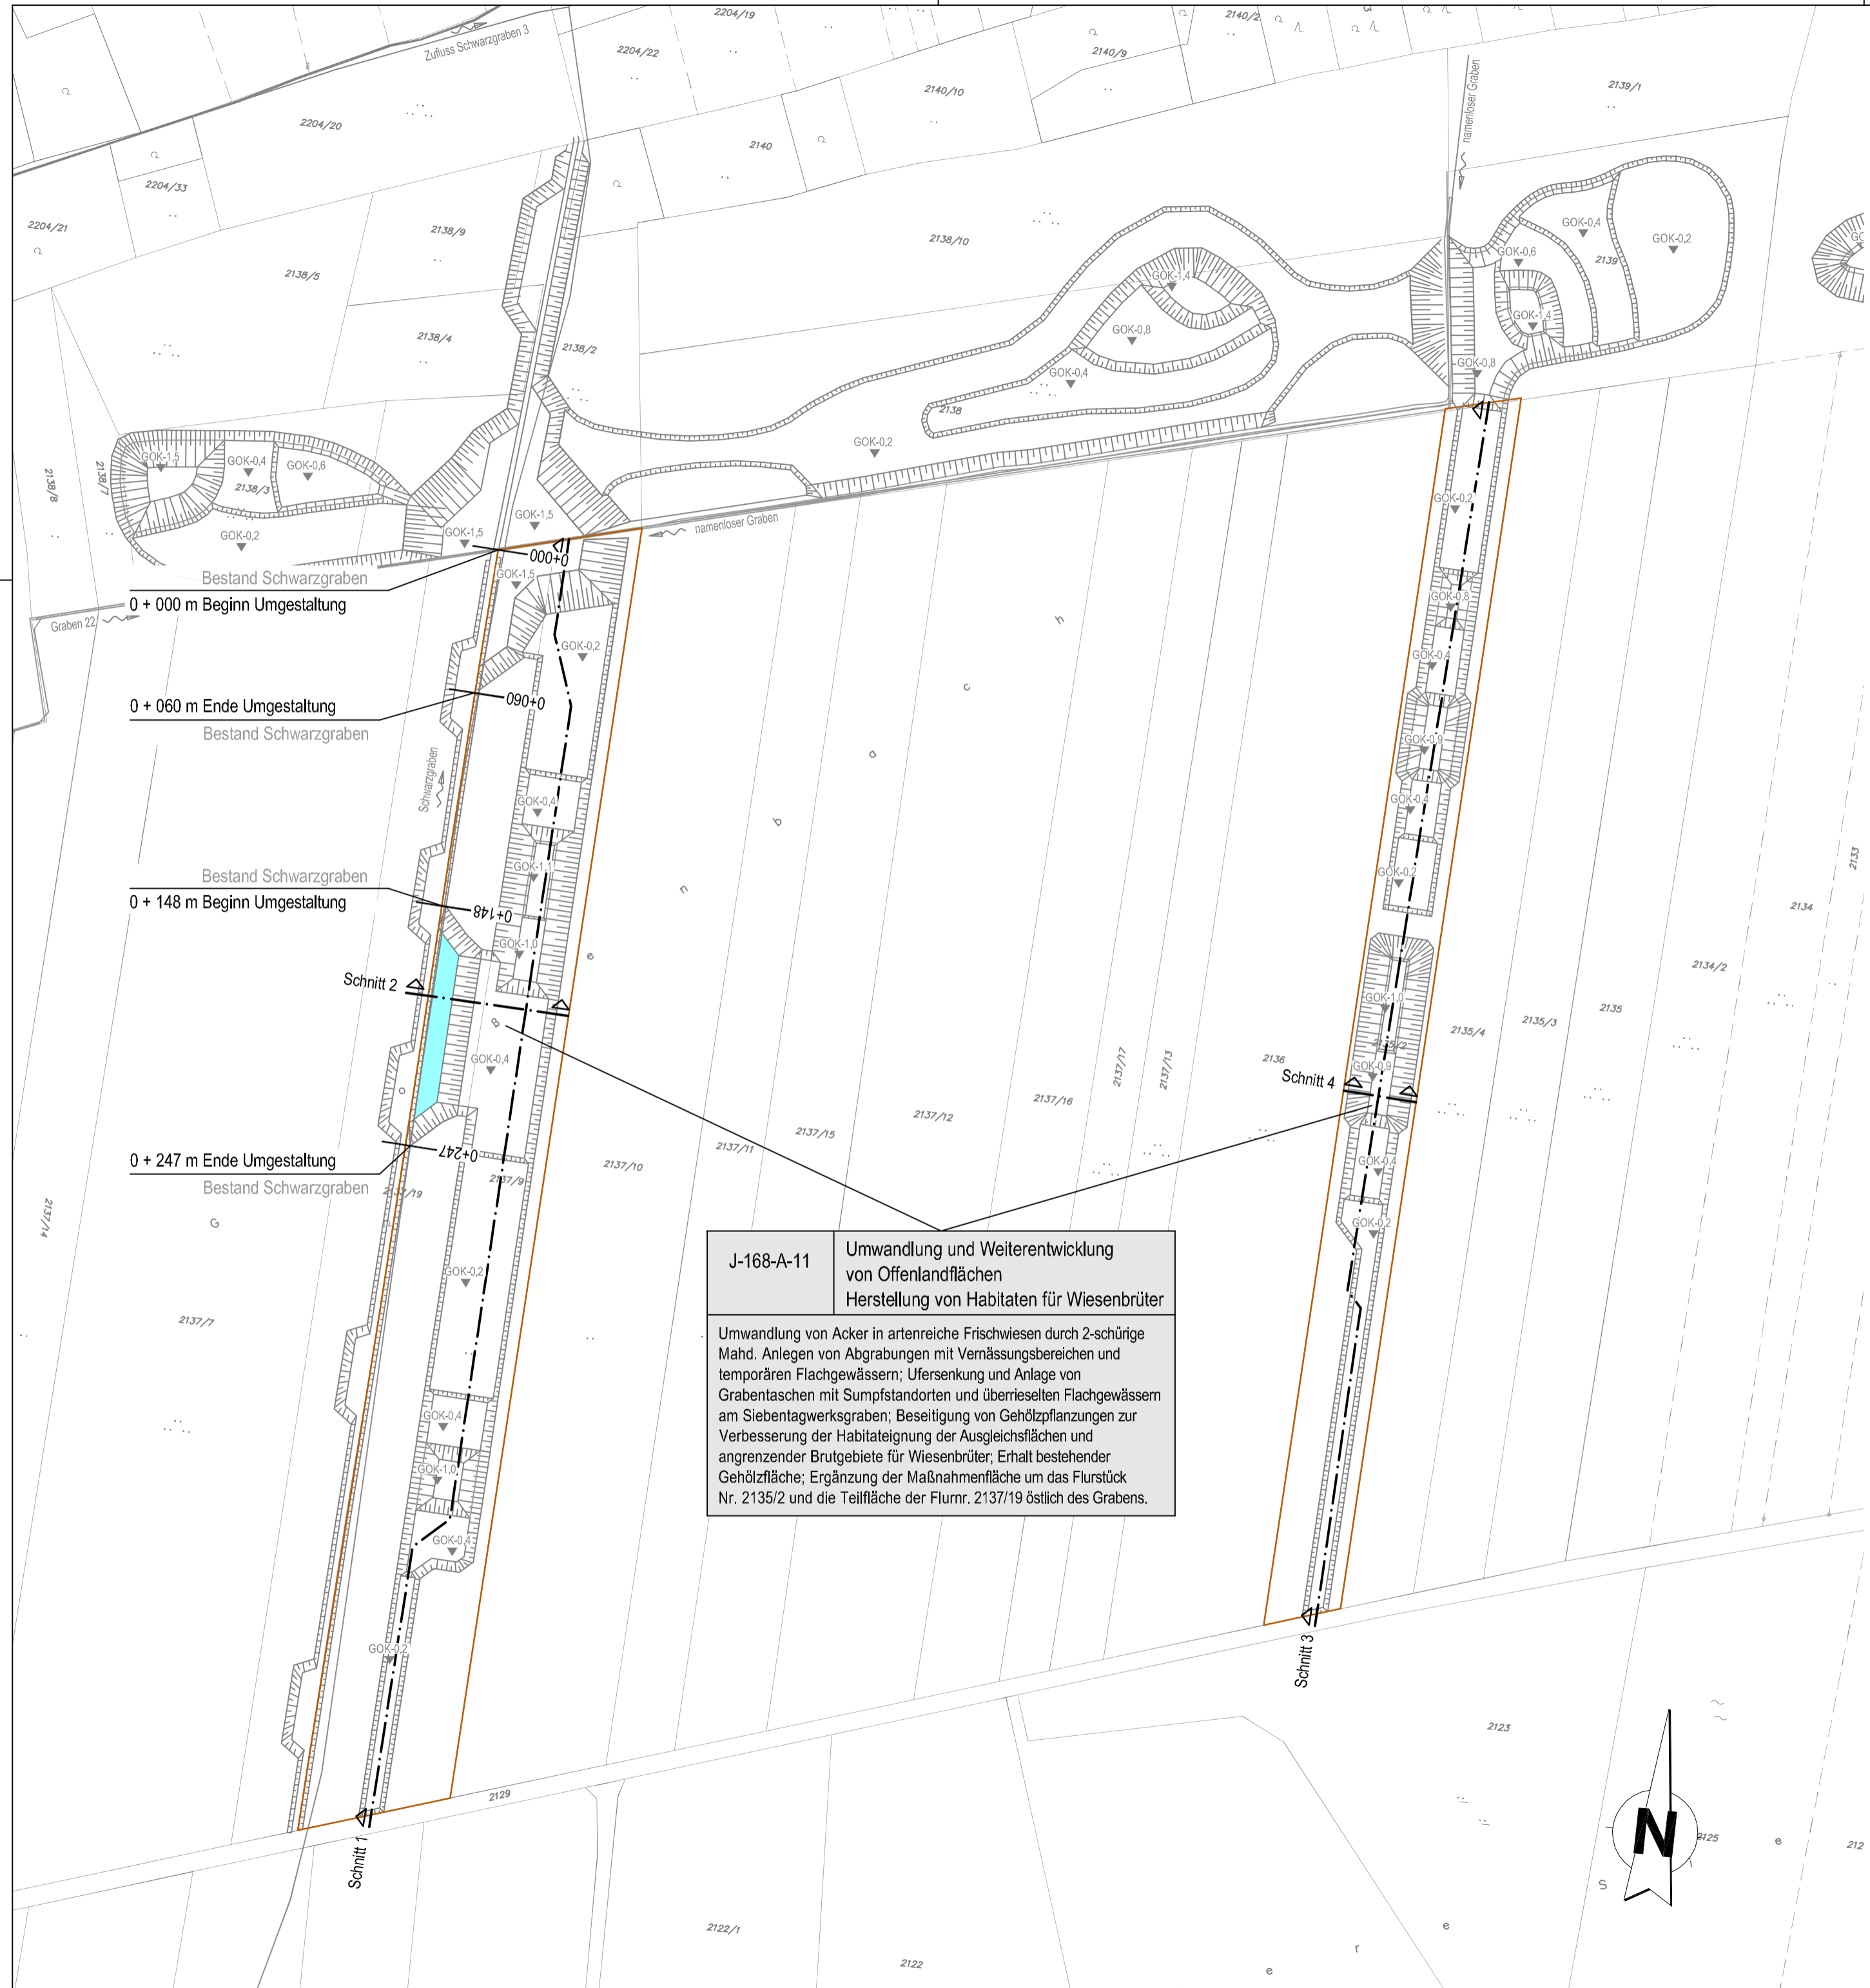 2204/19
2140/2
Zufluss Schwarzgraben 3
2204/22
2140/9
2140/10
2139/1
namenloser Graben
2204/20
2140
2204/33
2204/21
2138/9
2138/10
2138/5
GOK-0,4
GOK-0,2
GOK-0,6
2139
GOK-1,4
GOK-1,4
GOK-0,8
2138/4
2138/2
GOK-0,4
GOK-0,8
2138
GOK-0,2
GOK-1,5
GOK-0,4
GOK-0,6
2138/3
2138/8
2138/7
GOK-0,2
GOK-1,5
GOK-1,5
namenloser Graben
GOK-0,2
0+000
GOK-1,5
Bestand Schwarzgraben
0 + 000 m Beginn Umgestaltung
Graben 22
GOK-0,8
GOK-0,2
GOK-0,4
0 + 060 m Ende Umgestaltung
0+060
Bestand Schwarzgraben
GOK-0,9
Schwarzgraben
GOK-0,4
GOK-0,4
GOK-1,1
GOK-0,2
2133
Bestand Schwarzgraben
0 + 148 m Beginn Umgestaltung
0+148
2134
GOK-1,0
2134/2
Schnitt 2
GOK-1,0
2135
2135/3
2135/4
2135/2
GOK-0,4
2136
GOK-0,9
2137/17
2137/13
Schnitt 4
2137/16
2137/12
2137/15
2137/11
0 + 247 m Ende Umgestaltung
0+247
2137/10
GOK-0,4
Bestand Schwarzgraben
2137/19
2137/9
2137/14
G o B e n b a c h
GOK-0,2
J-168-A-11
Umwandlung und Weiterentwicklung
von Offenlandflächen
Herstellung von Habitaten für Wiesenbrüter
GOK-0,2
2137/7
Umwandlung von Acker in artenreiche Frischwiesen durch 2-schürige
Mahd. Anlegen von Abgrabungen mit Vernässungsbereichen und
temporären Flachgewässern; Ufersenkung und Anlage von
Grabentaschen mit Sumpfstandorten und überrieselten Flachgewässern
am Siebentagwerksgraben; Beseitigung von Gehölzpflanzungen zur
Verbesserung der Habitateignung der Ausgleichsflächen und
angrenzender Brutgebiete für Wiesenbrüter; Erhalt bestehender
Gehölzfläche; Ergänzung der Maßnahmenfläche um das Flurstück
Nr. 2135/2 und die Teilfläche der Flurnr. 2137/19 östlich des Grabens.
GOK-0,4
GOK-1,0
GOK-0,4
GOK-0,2
Schnitt 3
2123
2129
Schnitt 1
N
2125
212
S e e r e
2122/1
2122